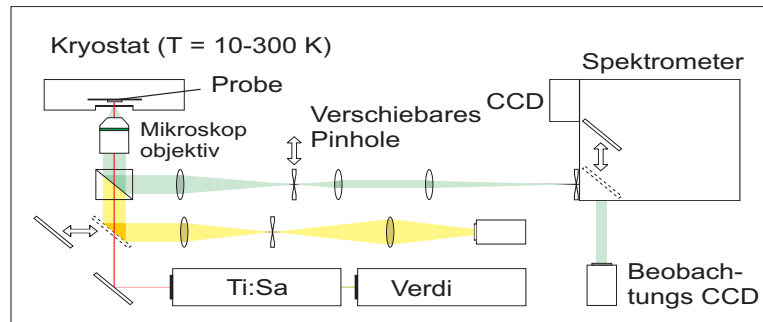 Kryostat (T = 10-300 K)
Probe
Mikroskop
objektiv
Verschiebares
Pinhole
CCD
Spektrometer
Ti:Sa
Verdi
Beobach-
tungs CCD